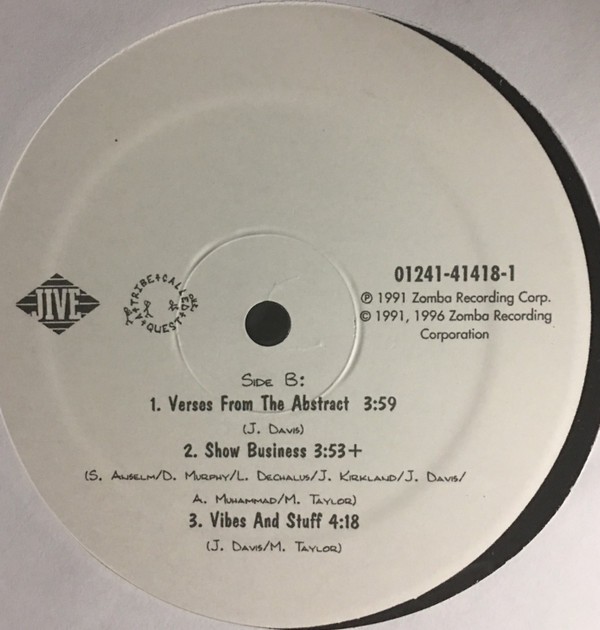 JIVE
A+TRIBE+CALLED+QUEST+
01241-41418-1
℗ 1991 Zomba Recording Corp.
© 1991, 1996 Zomba Recording
Corporation
SIDE B:
1. Verses From The Abstract 3:59
(J. DAVIS)
2. Show Business 3:53+
(S. ANSELM/D. MURPHY/L. DECHALUS/J. KIRKLAND/J. DAVIS/
A. MUHAMMAD/M. TAYLOR)
3. Vibes And Stuff 4:18
(J. DAVIS/M. TAYLOR)